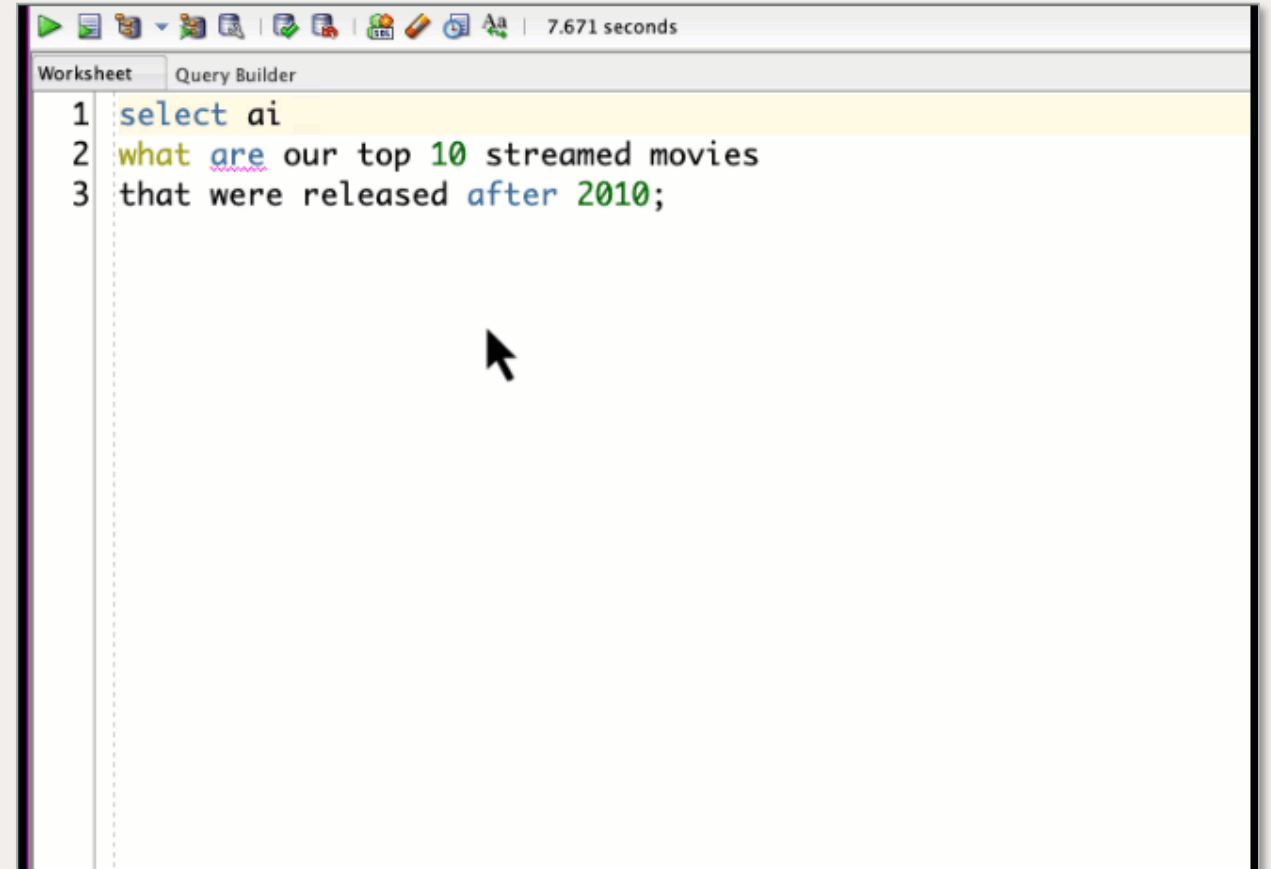 7.671 seconds
Worksheet Query Builder
1 select ai
2 what are our top 10 streamed movies
3 that were released after 2010;